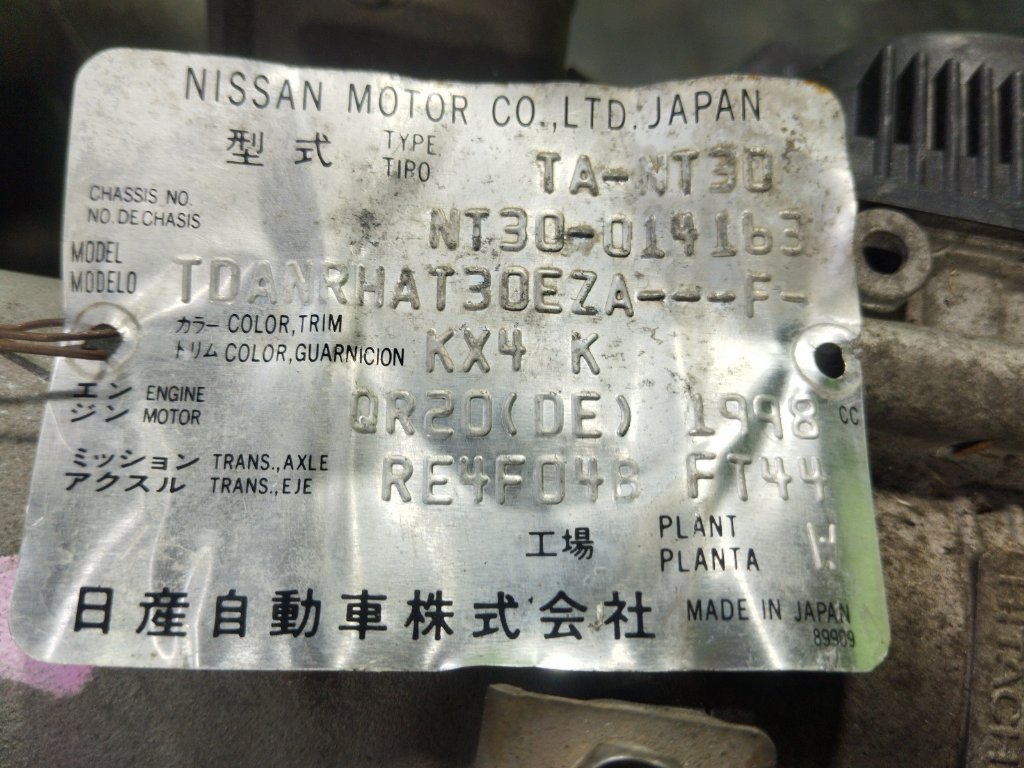 NISSAN MOTOR CO.,LTD. JAPAN
型式 TYPE TIPO TA-NT30
CHASSIS NO. NO. DE CHASIS NT30-014163
MODEL MODELO TDANRHAT30EZA---F-
カラー COLOR,TRIM
トリム COLOR,GUARNICION KX4 K
エン ENGINE
ジン MOTOR QR20(DE) 1998 CC
ミッション TRANS.,AXLE
アクスル TRANS.,EJE RE4F04B FT44
工場 PLANT PLANTA W
日産自動車株式会社 MADE IN JAPAN
89909